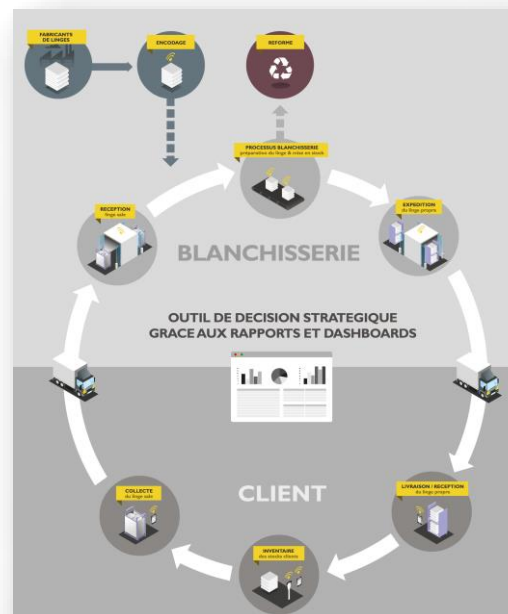 FABRICANTS
DE LINGES
ENCODAGE
REFORME
PROCESSUS BLANCHISSERIE
préparation du linge & mise en stock
RECEPTION
linge sale
EXPEDITION
du linge propre
BLANCHISSERIE
OUTIL DE DECISION STRATEGIQUE
GRACE AUX RAPPORTS ET DASHBOARDS
CLIENT
COLLECTE
du linge sale
LIVRAISON / RECEPTION
du linge propre
INVENTAIRE
des stocks clients